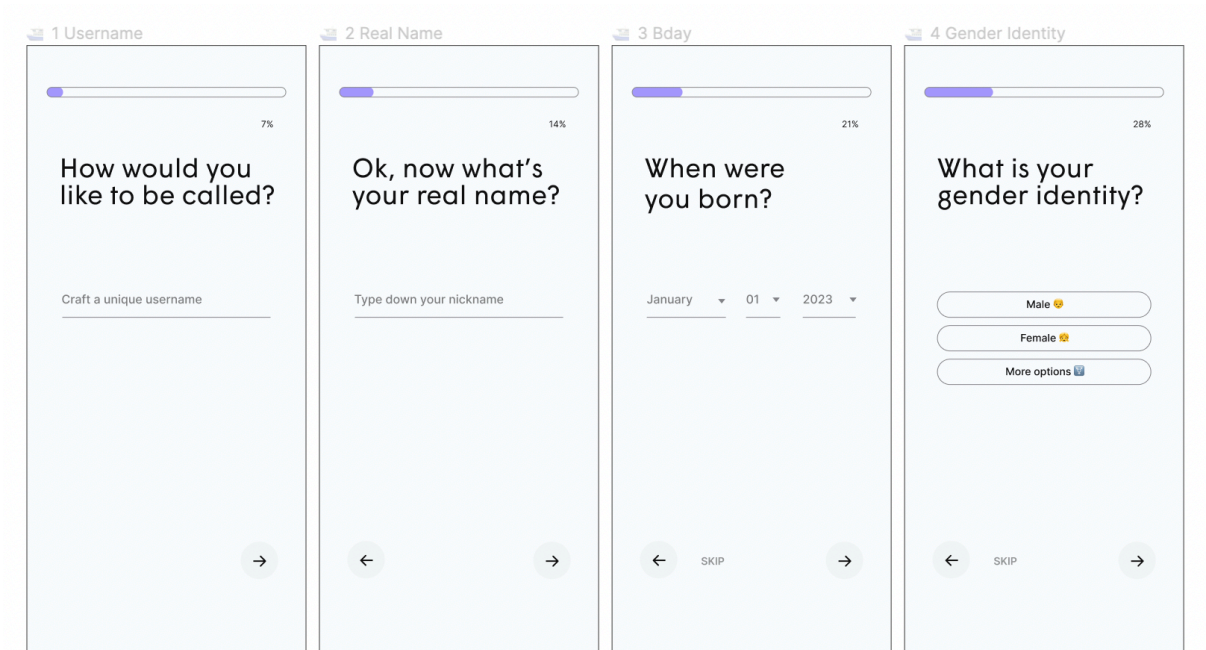 1 Username
7%
How would you
like to be called?
Craft a unique username
2 Real Name
14%
Ok, now what's
your real name?
Type down your nickname
3 Bday
21%
When were
you born?
January 01 2023
SKIP
4 Gender Identity
28%
What is your
gender identity?
Male
Female
More options
SKIP